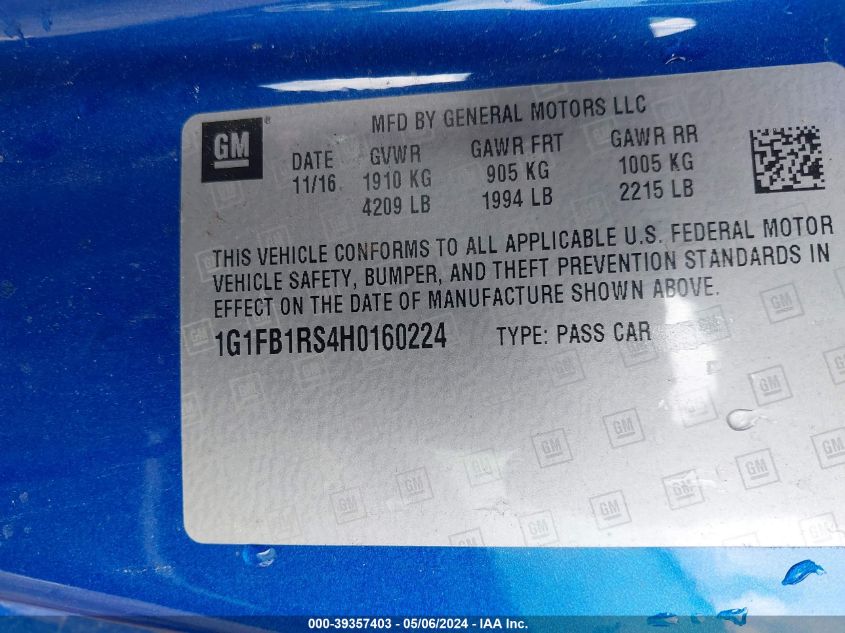 GM ®
MFD BY GENERAL MOTORS LLC
DATE GVWR GAWR FRT GAWR RR
11/16 1910 KG 905 KG 1005 KG
4209 LB 1994 LB 2215 LB
THIS VEHICLE CONFORMS TO ALL APPLICABLE U.S. FEDERAL MOTOR
VEHICLE SAFETY, BUMPER, AND THEFT PREVENTION STANDARDS IN
EFFECT ON THE DATE OF MANUFACTURE SHOWN ABOVE.
1G1FB1RS4H0160224 TYPE: PASS CAR
000-39357403 - 05/06/2024 - IAA Inc.